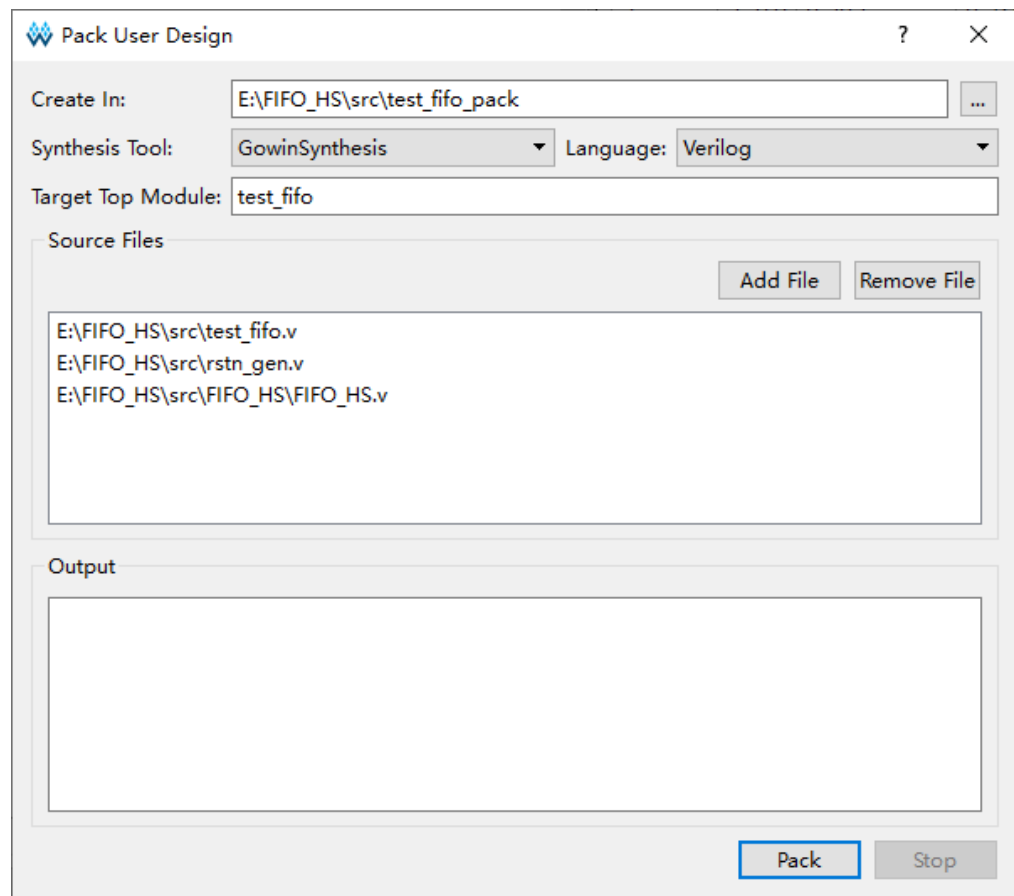 Pack User Design ?
Create In: E:\FIFO_HS\src\test_fifo_pack ...
Synthesis Tool: GowinSynthesis Language: Verilog
Target Top Module: test_fifo
Source Files
Add File Remove File
E:\FIFO_HS\src\test_fifo.v
E:\FIFO_HS\src\rstn_gen.v
E:\FIFO_HS\src\FIFO_HS\FIFO_HS.v
Output
Pack Stop